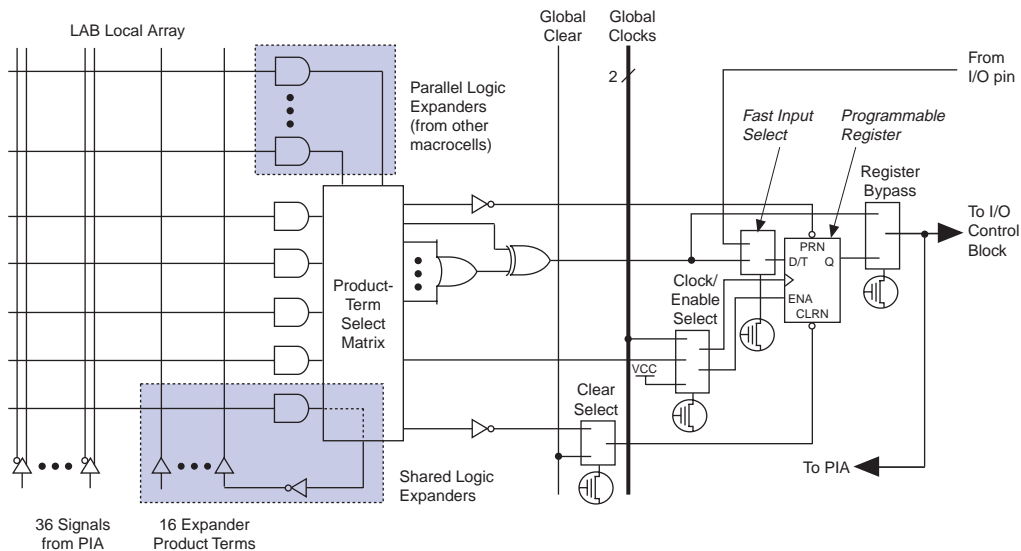 LAB Local Array
Global
Clear
Global
Clocks
2
From
I/O pin
Parallel Logic
Expanders
(from other
macrocells)
Fast Input
Select
Programmable
Register
Register
Bypass
To I/O
Control
Block
PRN
D/T
Q
ENA
CLRN
Clock/
Enable
Select
Product-
Term
Select
Matrix
VCC
Clear
Select
To PIA
Shared Logic
Expanders
36 Signals
from PIA
16 Expander
Product Terms